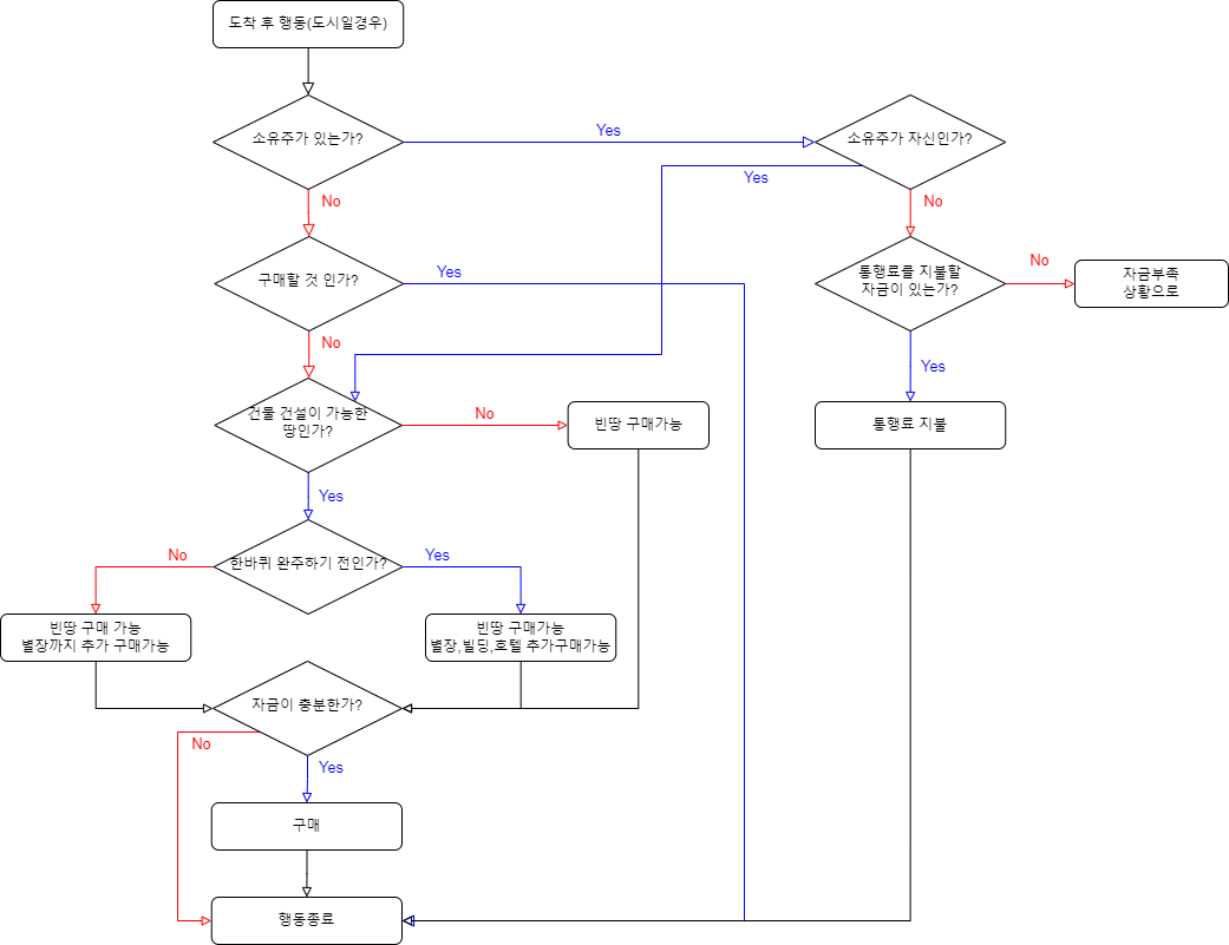 도착 후 행동(도시일경우)
소유주가 있는가?
Yes
소유주가 자신인가?
Yes
No
No
구매할 것 인가?
Yes
통행료를 지불할
자금이 있는가?
No
자금부족
상황으로
No
Yes
건물 건설이 가능한
땅인가?
No
빈땅 구매가능
통행료 지불
Yes
한바퀴 완주하기 전인가?
No
Yes
빈땅 구매 가능
별장까지 추가 구매가능
빈땅 구매가능
별장,빌딩,호텔 추가구매가능
자금이 충분한가?
No
Yes
구매
행동종료